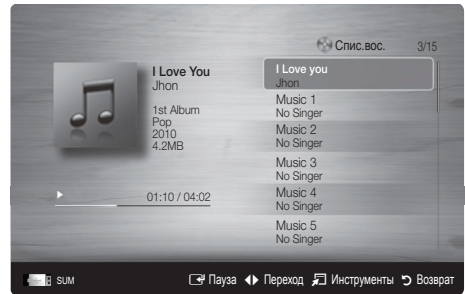 Спис.вос. 3/15
I Love You
Jhon
1st Album
Pop
2010
4.2MB
01:10 / 04:02
I Love you
Jhon
Music 1
No Singer
Music 2
No Singer
Music 3
No Singer
Music 4
No Singer
Music 5
No Singer
SUM Пауза Переход Инструменты Возврат